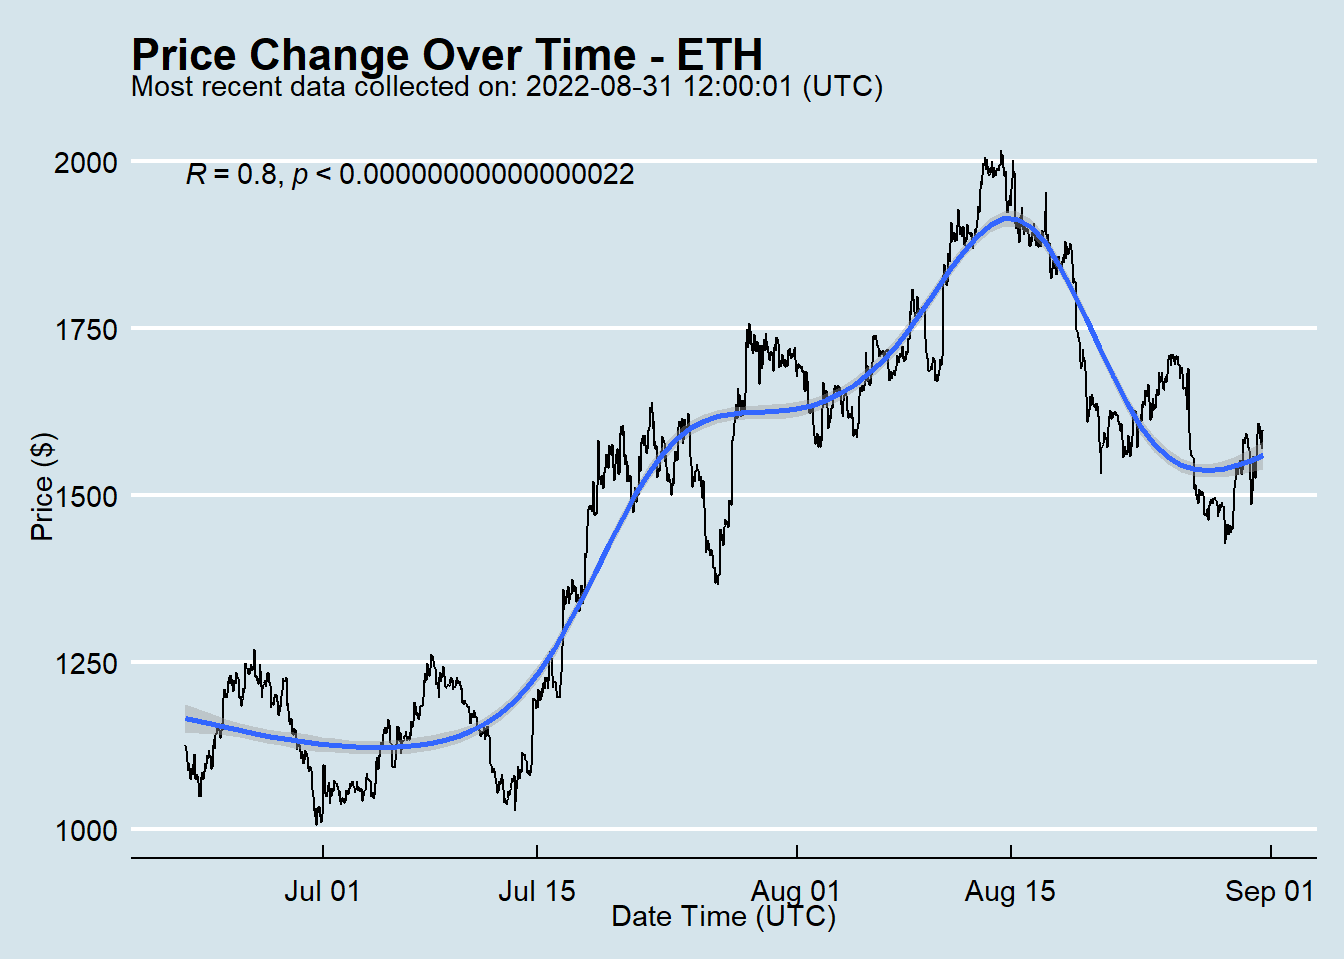 Price Change Over Time - ETH
Most recent data collected on: 2022-08-31 12:00:01 (UTC)
R = 0.8, p < 0.00000000000000022
2000
1750
1500
1250
1000
Price ($)
Jul 01 Jul 15 Aug 01 Aug 15 Sep 01
Date Time (UTC)